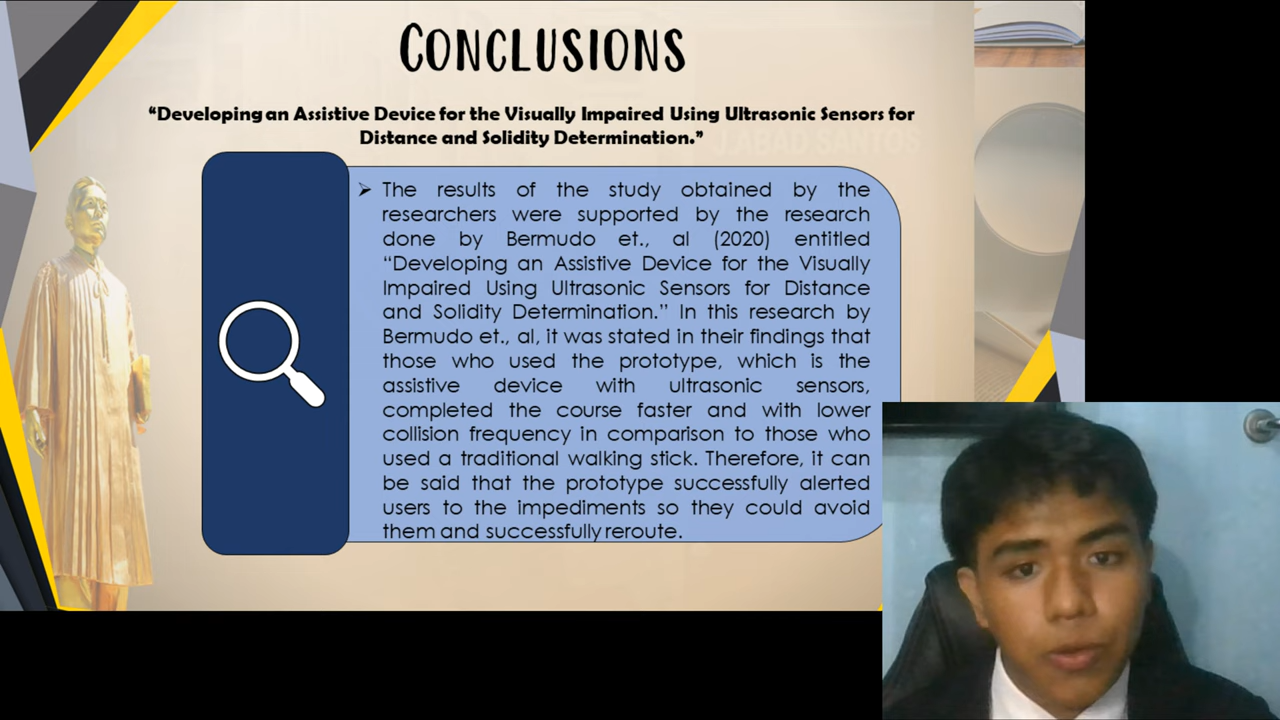 CONCLUSIONS
“Developing an Assistive Device for the Visually Impaired Using Ultrasonic Sensors for
Distance and Solidity Determination.”
J ABAD SANTOS
➢ The results of the study obtained by the
researchers were supported by the research
done by Bermudo et., al (2020) entitled
“Developing an Assistive Device for the Visually
Impaired Using Ultrasonic Sensors for Distance
and Solidity Determination.” In this research by
Bermudo et., al, it was stated in their findings that
those who used the prototype, which is the
assistive device with ultrasonic sensors,
completed the course faster and with lower
collision frequency in comparison to those who
used a traditional walking stick. Therefore, it can
be said that the prototype successfully alerted
users to the impediments so they could avoid
them and successfully reroute.